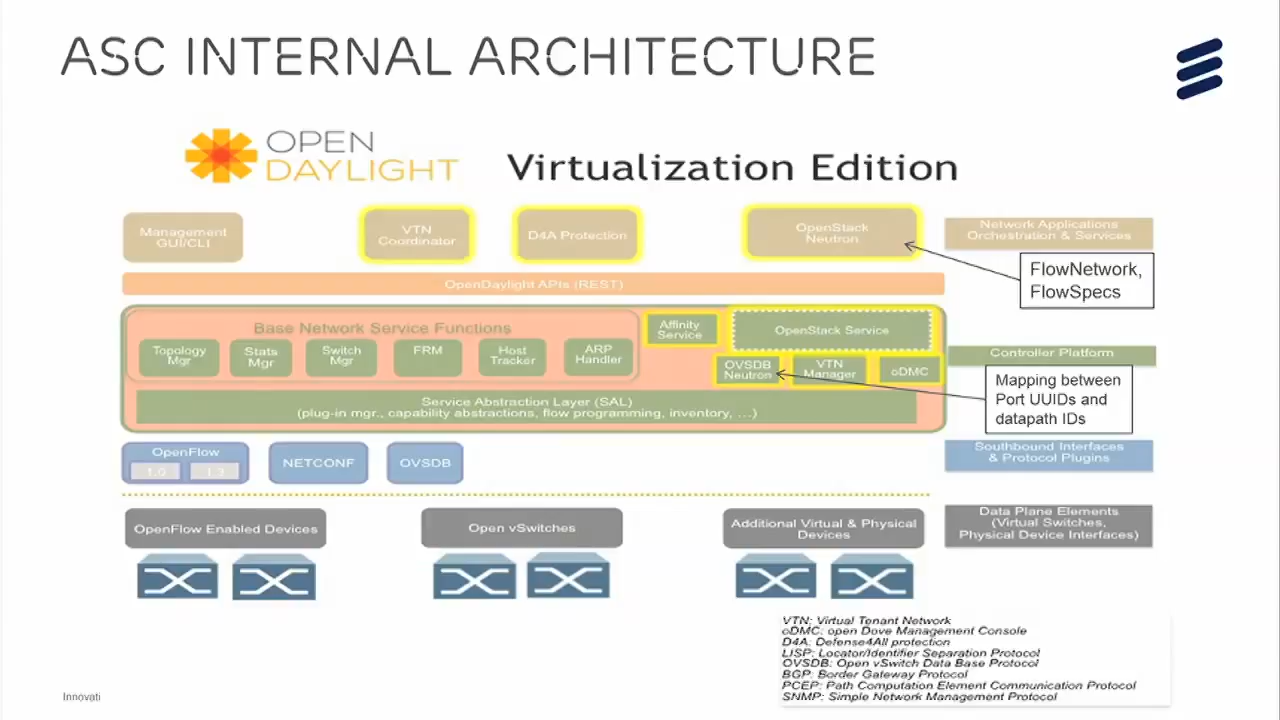 ASC INTERNAL ARCHITECTURE
OPEN
DAYLIGHT
Virtualization Edition
Management
GUI/CLI
VTN
Coordinator
D4A Protection
OpenStack
Neutron
Network Applications
Orchestration & Services
FlowNetwork,
FlowSpecs
OpenDaylight APIs (REST)
Base Network Service Functions
Topology
Mgr
Stats
Mgr
Switch
Mgr
FRM
Host
Tracker
ARP
Handler
Affinity
Service
OpenStack Service
OVSDB
Neutron
VTN
Manager
oDMC
Controller Platform
Mapping between
Port UUIDs and
datapath IDs
Service Abstraction Layer (SAL)
(plug-in mgr., capability abstractions, flow programming, inventory, …)
OpenFlow
1.0
1.3
NETCONF
OVSDB
Southbound Interfaces
& Protocol Plugins
OpenFlow Enabled Devices
Open vSwitches
Additional Virtual & Physical
Devices
Data Plane Elements
(Virtual Switches,
Physical Device Interfaces)
VTN: Virtual Tenant Network
oDMC: open Dove Management Console
D4A: Defense4All protection
LISP: Locator/Identifier Separation Protocol
OVSDB: Open vSwitch Data Base Protocol
BGP: Border Gateway Protocol
PCEP: Path Computation Element Communication Protocol
SNMP: Simple Network Management Protocol
Innovati